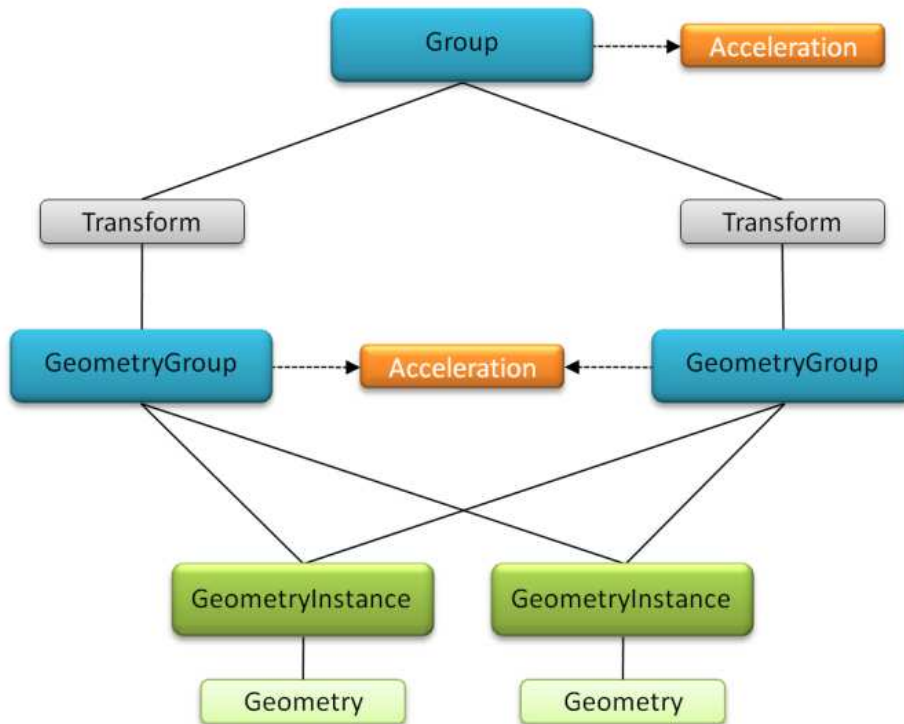 Group
Acceleration
Transform
Transform
GeometryGroup
Acceleration
GeometryGroup
GeometryInstance
GeometryInstance
Geometry
Geometry